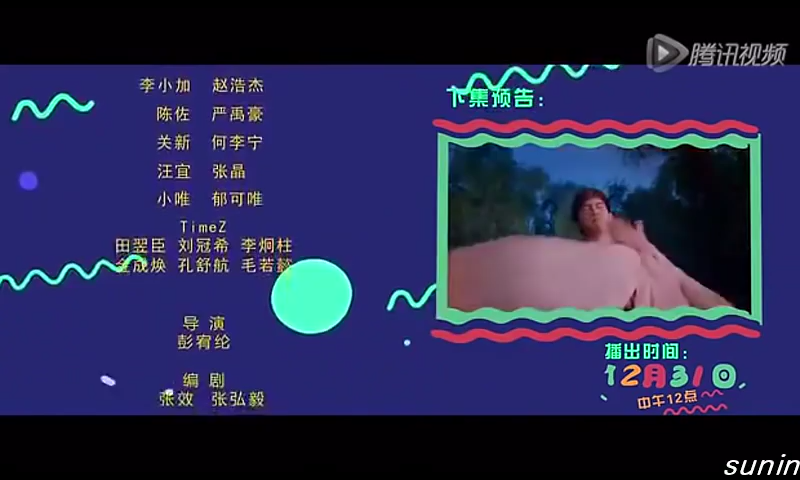 腾讯视频
李小加 赵浩杰
陈佐 严禹豪
关新 何李宁
汪宜 张晶
小唯 郁可唯
TimeZ
田翌臣 刘冠希 李炯柱
金成焕 孔舒航 毛若懿
导 演
彭宥纶
编 剧
张效 张弘毅
下集预告：
播出时间：
12月31日
中午12点
sunin